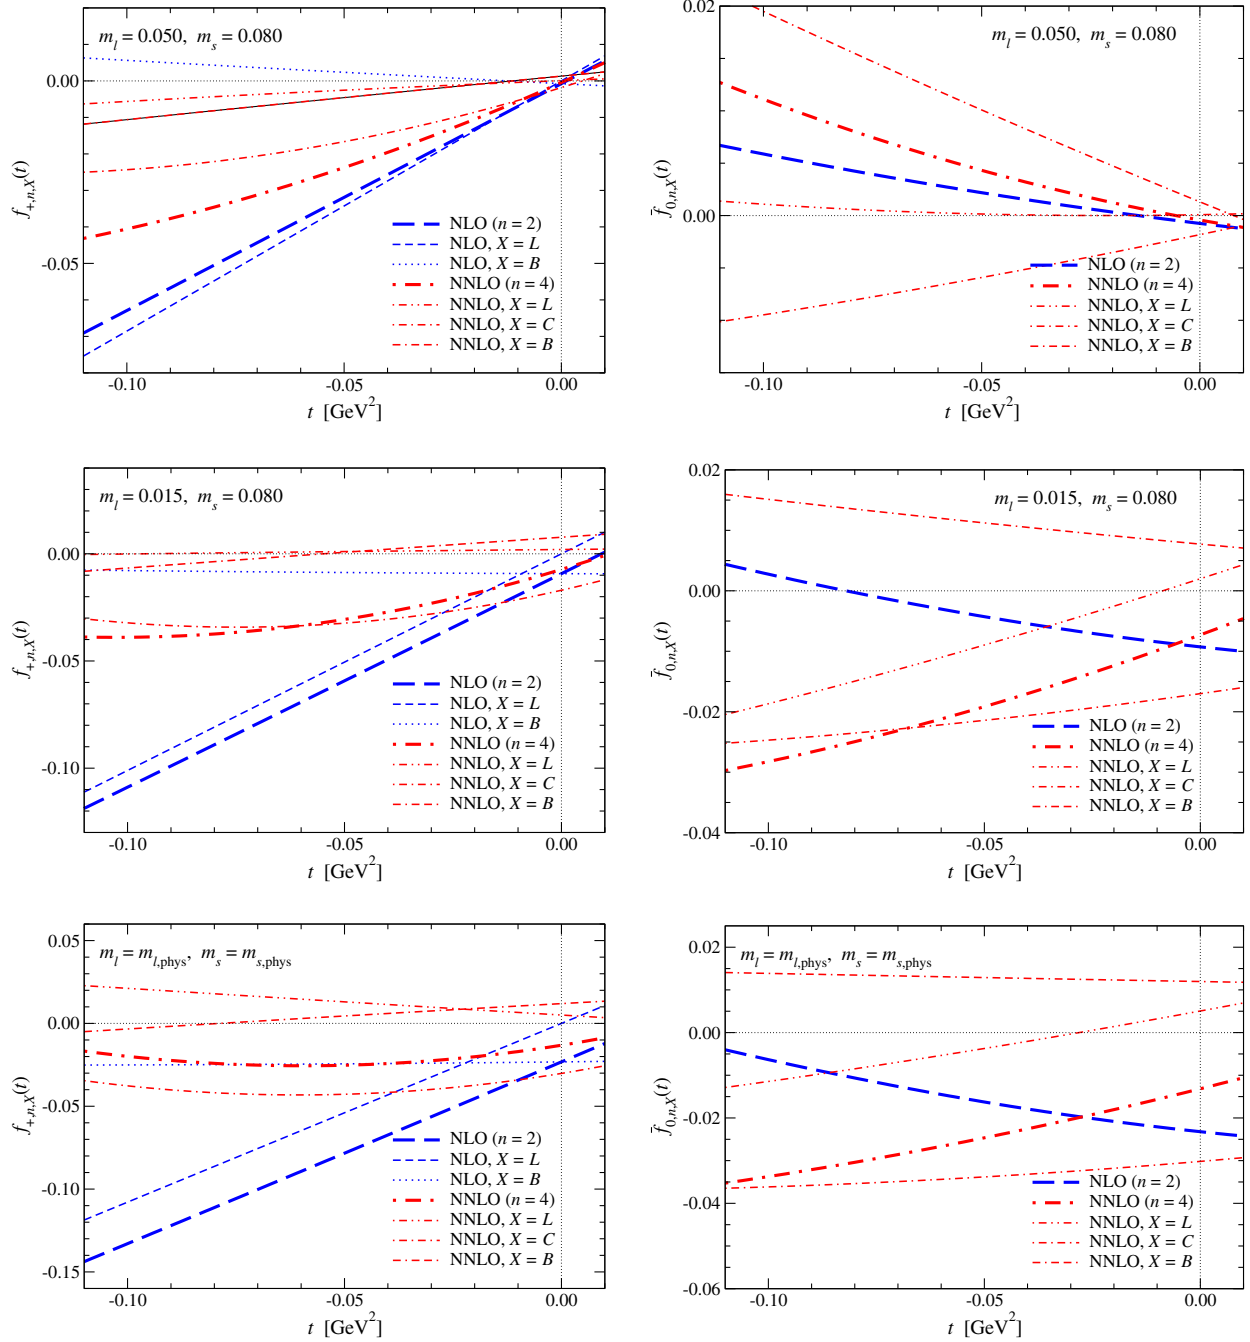 m_l = 0.050, m_s = 0.080
0.00
-0.05
f_{+,n,X}(t)
NLO (n = 2)
NLO, X = L
NLO, X = B
NNLO (n = 4)
NNLO, X = L
NNLO, X = C
NNLO, X = B
-0.10 -0.05 0.00
t [GeV^2]
m_l = 0.050, m_s = 0.080
0.02
0.01
0.00
f̄_{0,n,X}(t)
NLO (n = 2)
NNLO (n = 4)
NNLO, X = L
NNLO, X = C
NNLO, X = B
-0.10 -0.05 0.00
t [GeV^2]
m_l = 0.015, m_s = 0.080
0.00
-0.05
-0.10
f_{+,n,X}(t)
NLO (n = 2)
NLO, X = L
NLO, X = B
NNLO (n = 4)
NNLO, X = L
NNLO, X = C
NNLO, X = B
-0.10 -0.05 0.00
t [GeV^2]
m_l = 0.015, m_s = 0.080
0.02
0.00
-0.02
-0.04
f̄_{0,n,X}(t)
NLO (n = 2)
NNLO (n = 4)
NNLO, X = L
NNLO, X = C
NNLO, X = B
-0.10 -0.05 0.00
t [GeV^2]
m_l = m_{l,phys}, m_s = m_{s,phys}
0.05
0.00
-0.05
-0.10
-0.15
f_{+,n,X}(t)
NLO (n = 2)
NLO, X = L
NLO, X = B
NNLO (n = 4)
NNLO, X = L
NNLO, X = C
NNLO, X = B
-0.10 -0.05 0.00
t [GeV^2]
m_l = m_{l,phys}, m_s = m_{s,phys}
0.02
0.00
-0.02
-0.04
-0.06
f̄_{0,n,X}(t)
NLO (n = 2)
NNLO (n = 4)
NNLO, X = L
NNLO, X = C
NNLO, X = B
-0.10 -0.05 0.00
t [GeV^2]